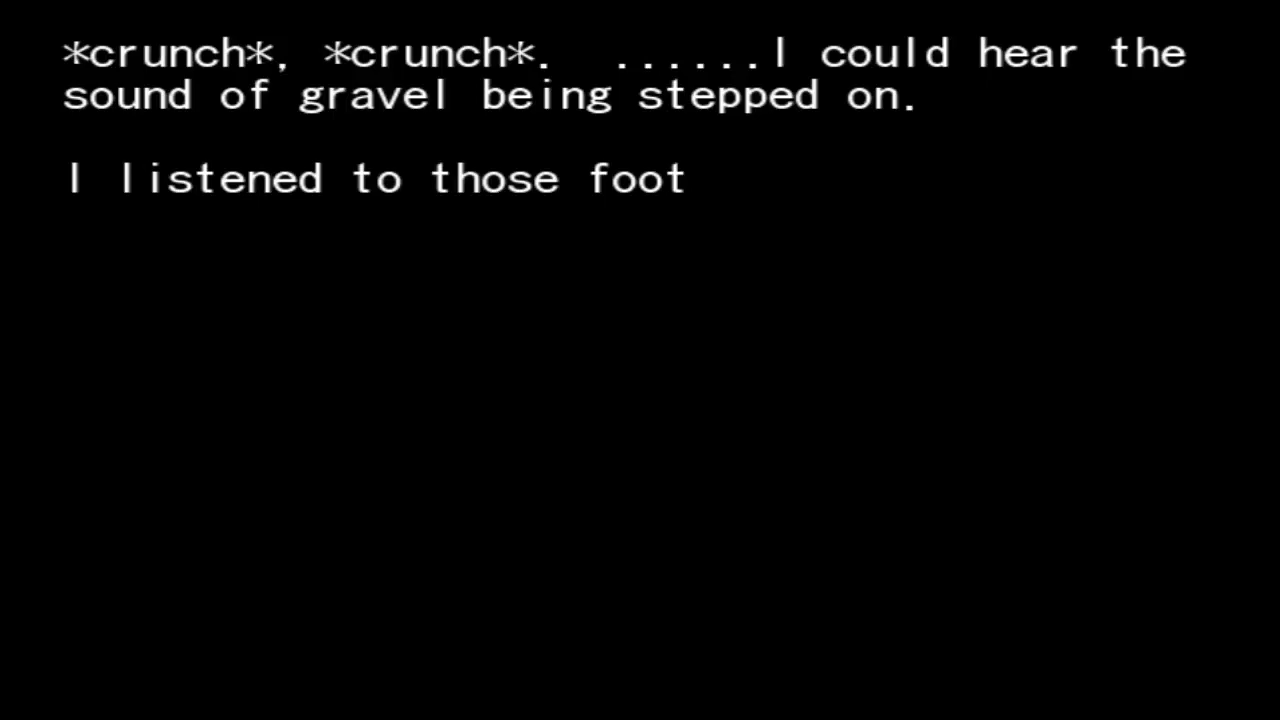 *crunch*, *crunch*.  ......I could hear the
sound of gravel being stepped on.
I listened to those foot